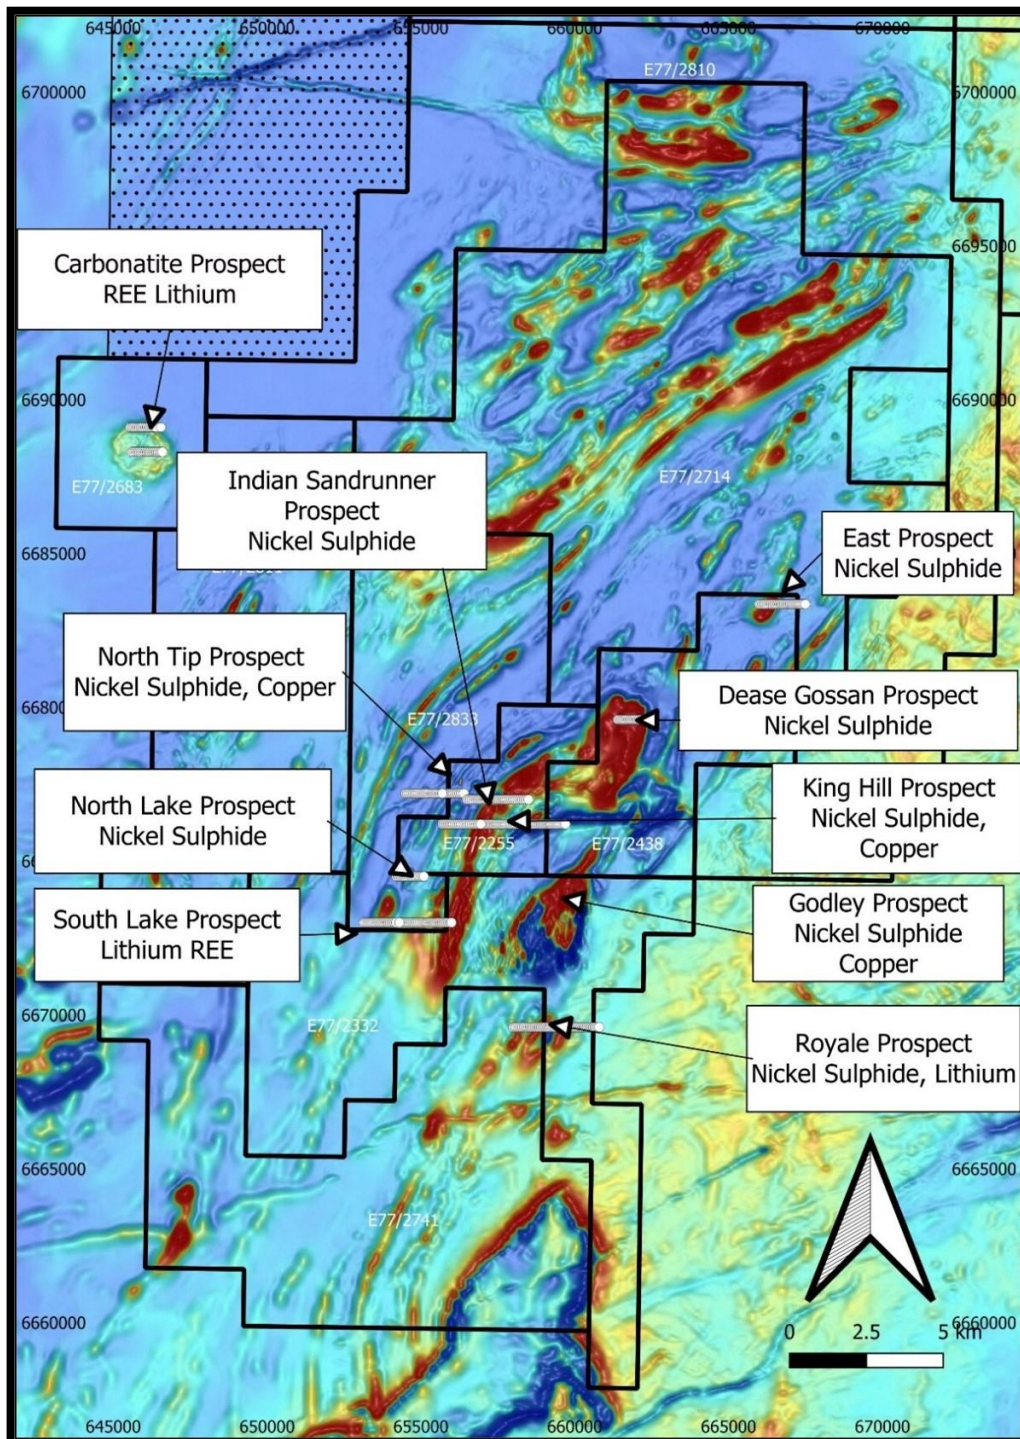 645000 650000 655000 660000 665000 670000
E77/2810
6700000 6700000
6695000
Carbonatite Prospect
REE Lithium
6690000 6690000
E77/2683
Indian Sandrunner
Prospect
Nickel Sulphide
E77/2714
6685000
East Prospect
Nickel Sulphide
North Tip Prospect
Nickel Sulphide, Copper
E77/2833
Dease Gossan Prospect
Nickel Sulphide
North Lake Prospect
Nickel Sulphide
King Hill Prospect
Nickel Sulphide,
Copper
E77/2255 E77/2438
South Lake Prospect
Lithium REE
Godley Prospect
Nickel Sulphide
Copper
6670000
E77/2332
Royale Prospect
Nickel Sulphide, Lithium
6665000 6665000
E77/2741
6660000 6660000
0 2.5 5 km
645000 650000 655000 660000 665000 670000